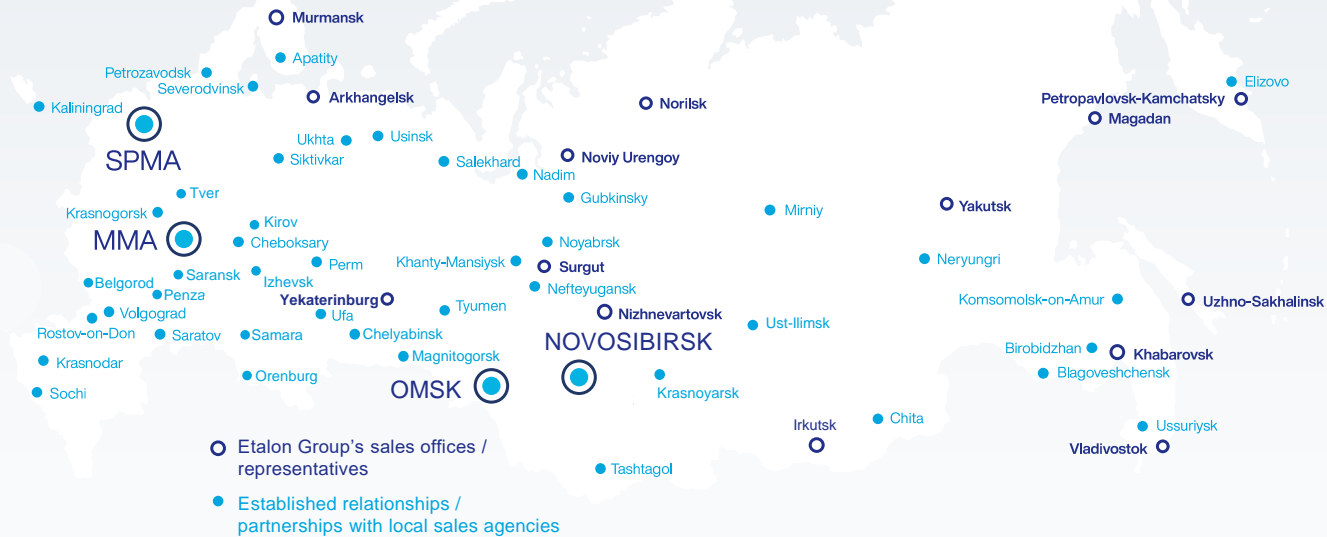 Murmansk
Apatity
Petrozavodsk
Severodvinsk
Elizovo
Kaliningrad
Arkhangelsk
Norilsk
Petropavlovsk-Kamchatsky
Magadan
SPMA
Ukhta
Usinsk
Siktivkar
Salekhard
Noviy Urengoy
Nadim
Tver
Gubkinsky
Krasnogorsk
Mirniy
Yakutsk
Kirov
MMA
Cheboksary
Noyabrsk
Perm
Khanty-Mansiysk
Surgut
Neryungri
Saransk
Izhevsk
Belgorod
Penza
Nefteyugansk
Yekaterinburg
Komsomolsk-on-Amur
Uzhno-Sakhalinsk
Volgograd
Ufa
Tyumen
Nizhnevartovsk
Ust-Ilimsk
Rostov-on-Don
Saratov
Samara
Chelyabinsk
NOVOSIBIRSK
Birobidzhan
Khabarovsk
Krasnodar
Magnitogorsk
Orenburg
Blagoveshchensk
OMSK
Krasnoyarsk
Sochi
Chita
Irkutsk
Ussuriysk
Vladivostok
Etalon Group's sales offices /
representatives
Tashtagol
Established relationships /
partnerships with local sales agencies